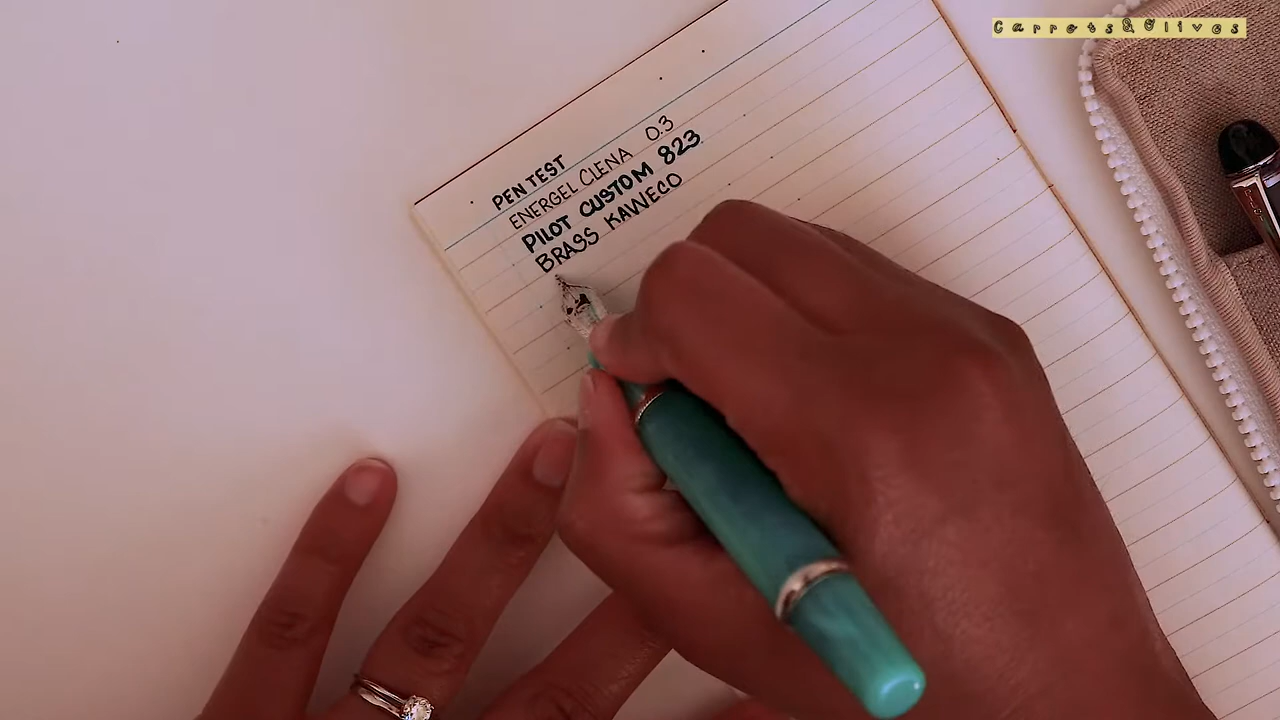 Carrots&Olives
PEN TEST
ENERGEL CLENA 0.3
PILOT CUSTOM 823
BRASS KAWECO